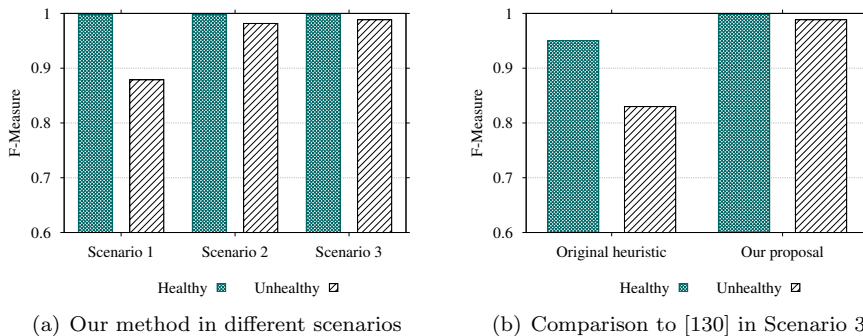 1
0.9
0.8
0.7
0.6
F-Measure
Scenario 1 Scenario 2 Scenario 3
Healthy Unhealthy
(a) Our method in different scenarios
1
0.9
0.8
0.7
0.6
F-Measure
Original heuristic Our proposal
Healthy Unhealthy
(b) Comparison to [130] in Scenario 3